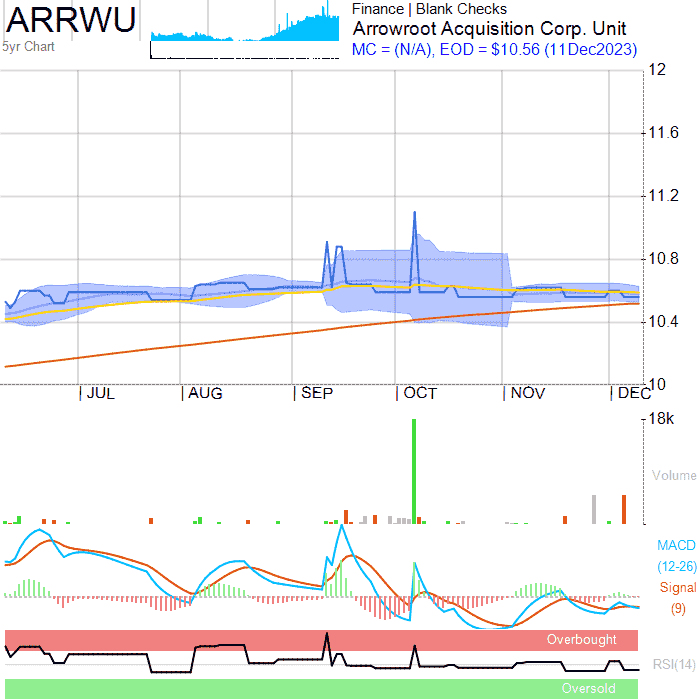 ARRWU
5yr Chart
Finance | Blank Checks
Arrowroot Acquisition Corp. Unit
MC = (N/A), EOD = $10.56 (11Dec2023)
12
11.6
11.2
10.8
10.4
10
JUL AUG SEP OCT NOV DEC
18k
Volume
MACD
(12-26)
Signal
(9)
Overbought
RSI(14)
Oversold